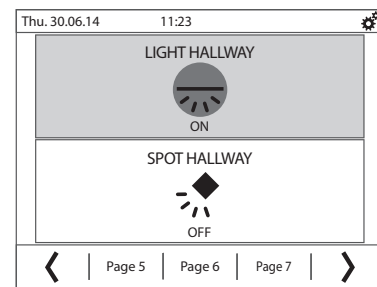 Thu. 30.06.14 11:23
LIGHT HALLWAY
ON
SPOT HALLWAY
OFF
Page 5 Page 6 Page 7